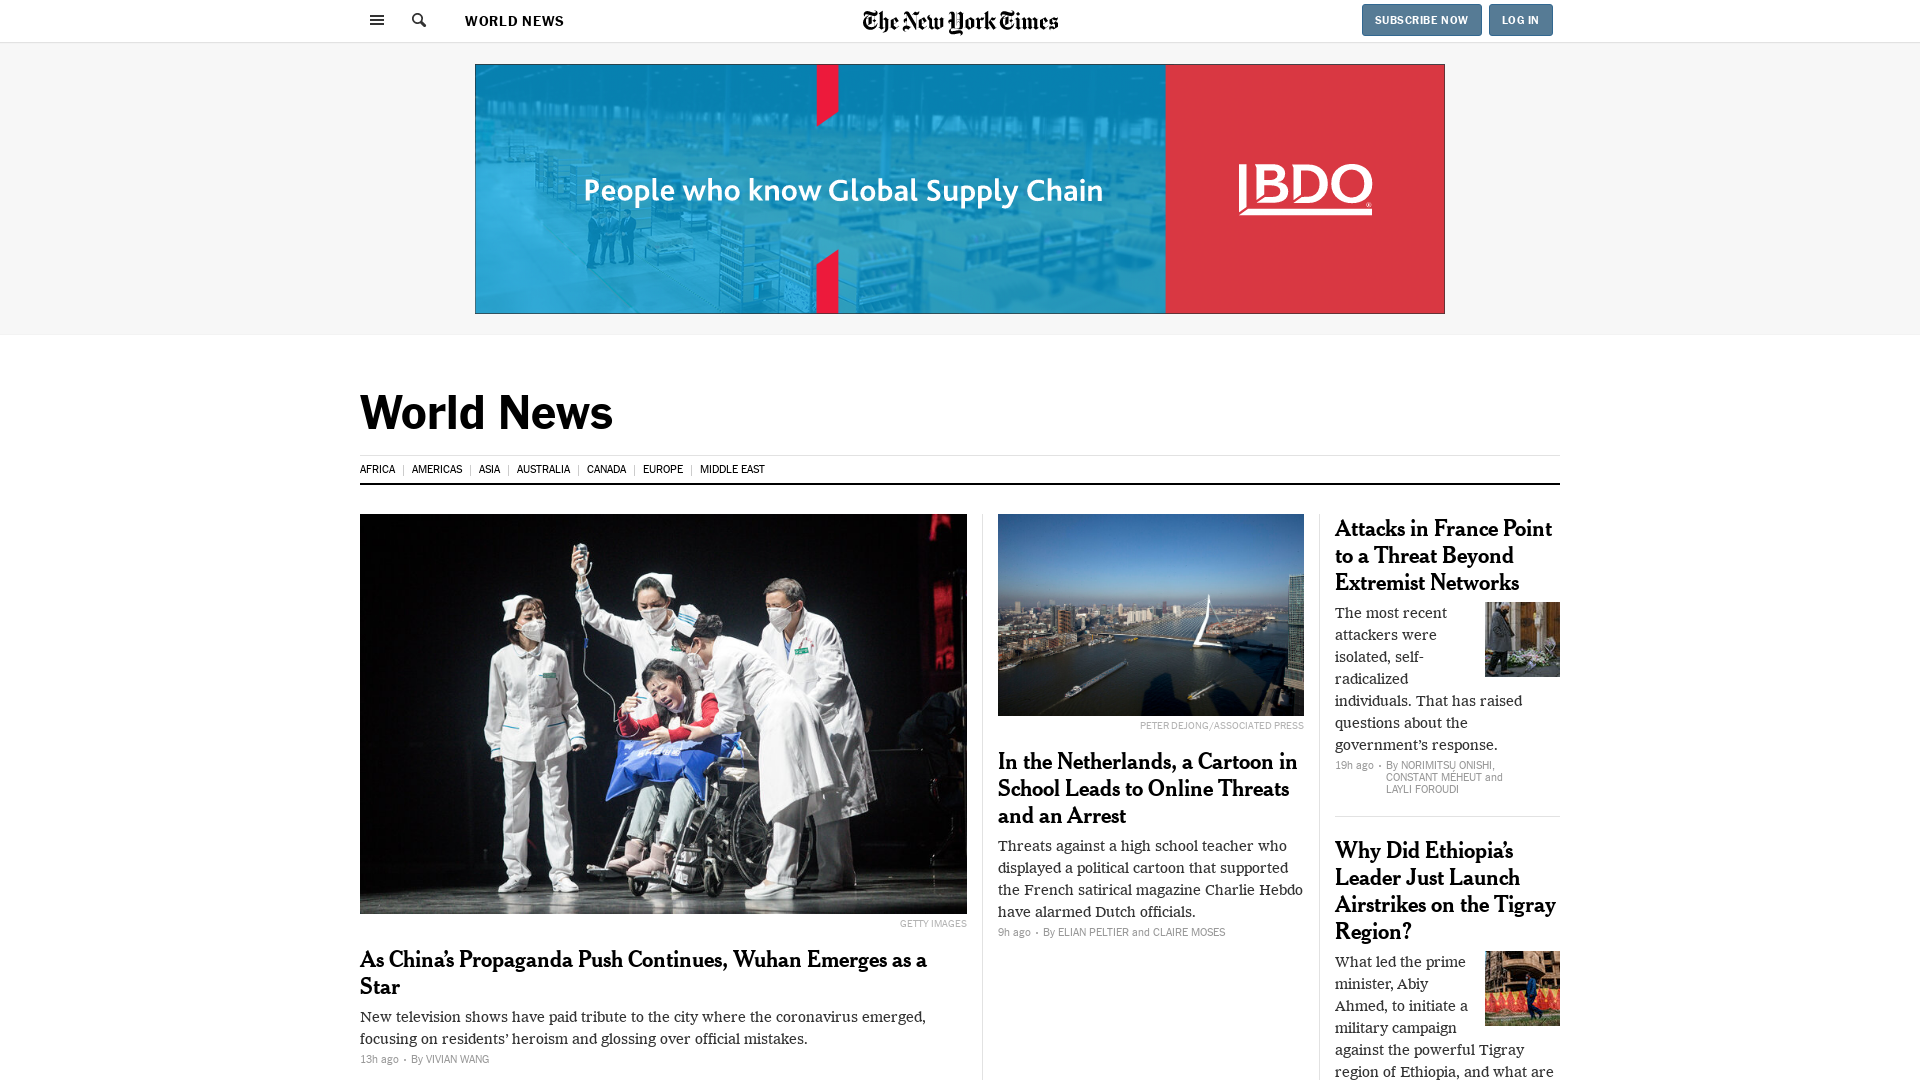 WORLD NEWS
The New York Times
SUBSCRIBE NOW
LOG IN
People who know Global Supply Chain
BDO
World News
AFRICA
AMERICAS
ASIA
AUSTRALIA
CANADA
EUROPE
MIDDLE EAST
GETTY IMAGES
As China’s Propaganda Push Continues, Wuhan Emerges as a
Star
New television shows have paid tribute to the city where the coronavirus emerged,
focusing on residents’ heroism and glossing over official mistakes.
13h ago • By VIVIAN WANG
PETER DEJONG/ASSOCIATED PRESS
In the Netherlands, a Cartoon in
School Leads to Online Threats
and an Arrest
Threats against a high school teacher who
displayed a political cartoon that supported
the French satirical magazine Charlie Hebdo
have alarmed Dutch officials.
9h ago • By ELIAN PELTIER and CLAIRE MOSES
Attacks in France Point
to a Threat Beyond
Extremist Networks
The most recent
attackers were
isolated, self-
radicalized
individuals. That has raised
questions about the
government’s response.
19h ago • By NORIMITSU ONISHI,
CONSTANT MÉHEUT and
LAYLI FOROUDI
Why Did Ethiopia’s
Leader Just Launch
Airstrikes on the Tigray
Region?
What led the prime
minister, Abiy
Ahmed, to initiate a
military campaign
against the powerful Tigray
region of Ethiopia, and what are